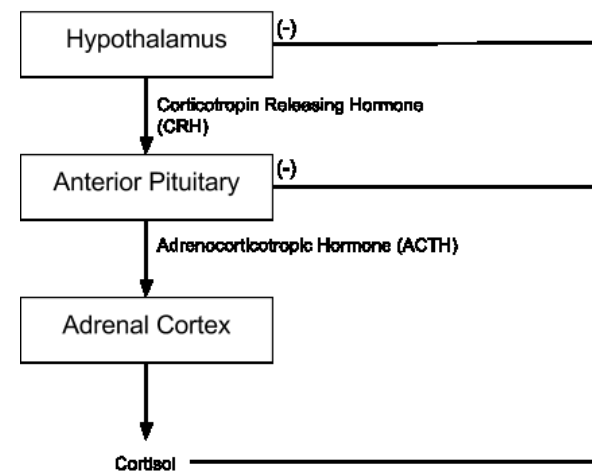 Hypothalamus
(-)
Corticotropin Releasing Hormone
(CRH)
Anterior Pituitary
(-)
Adrenocorticotropic Hormone (ACTH)
Adrenal Cortex
Cortisol